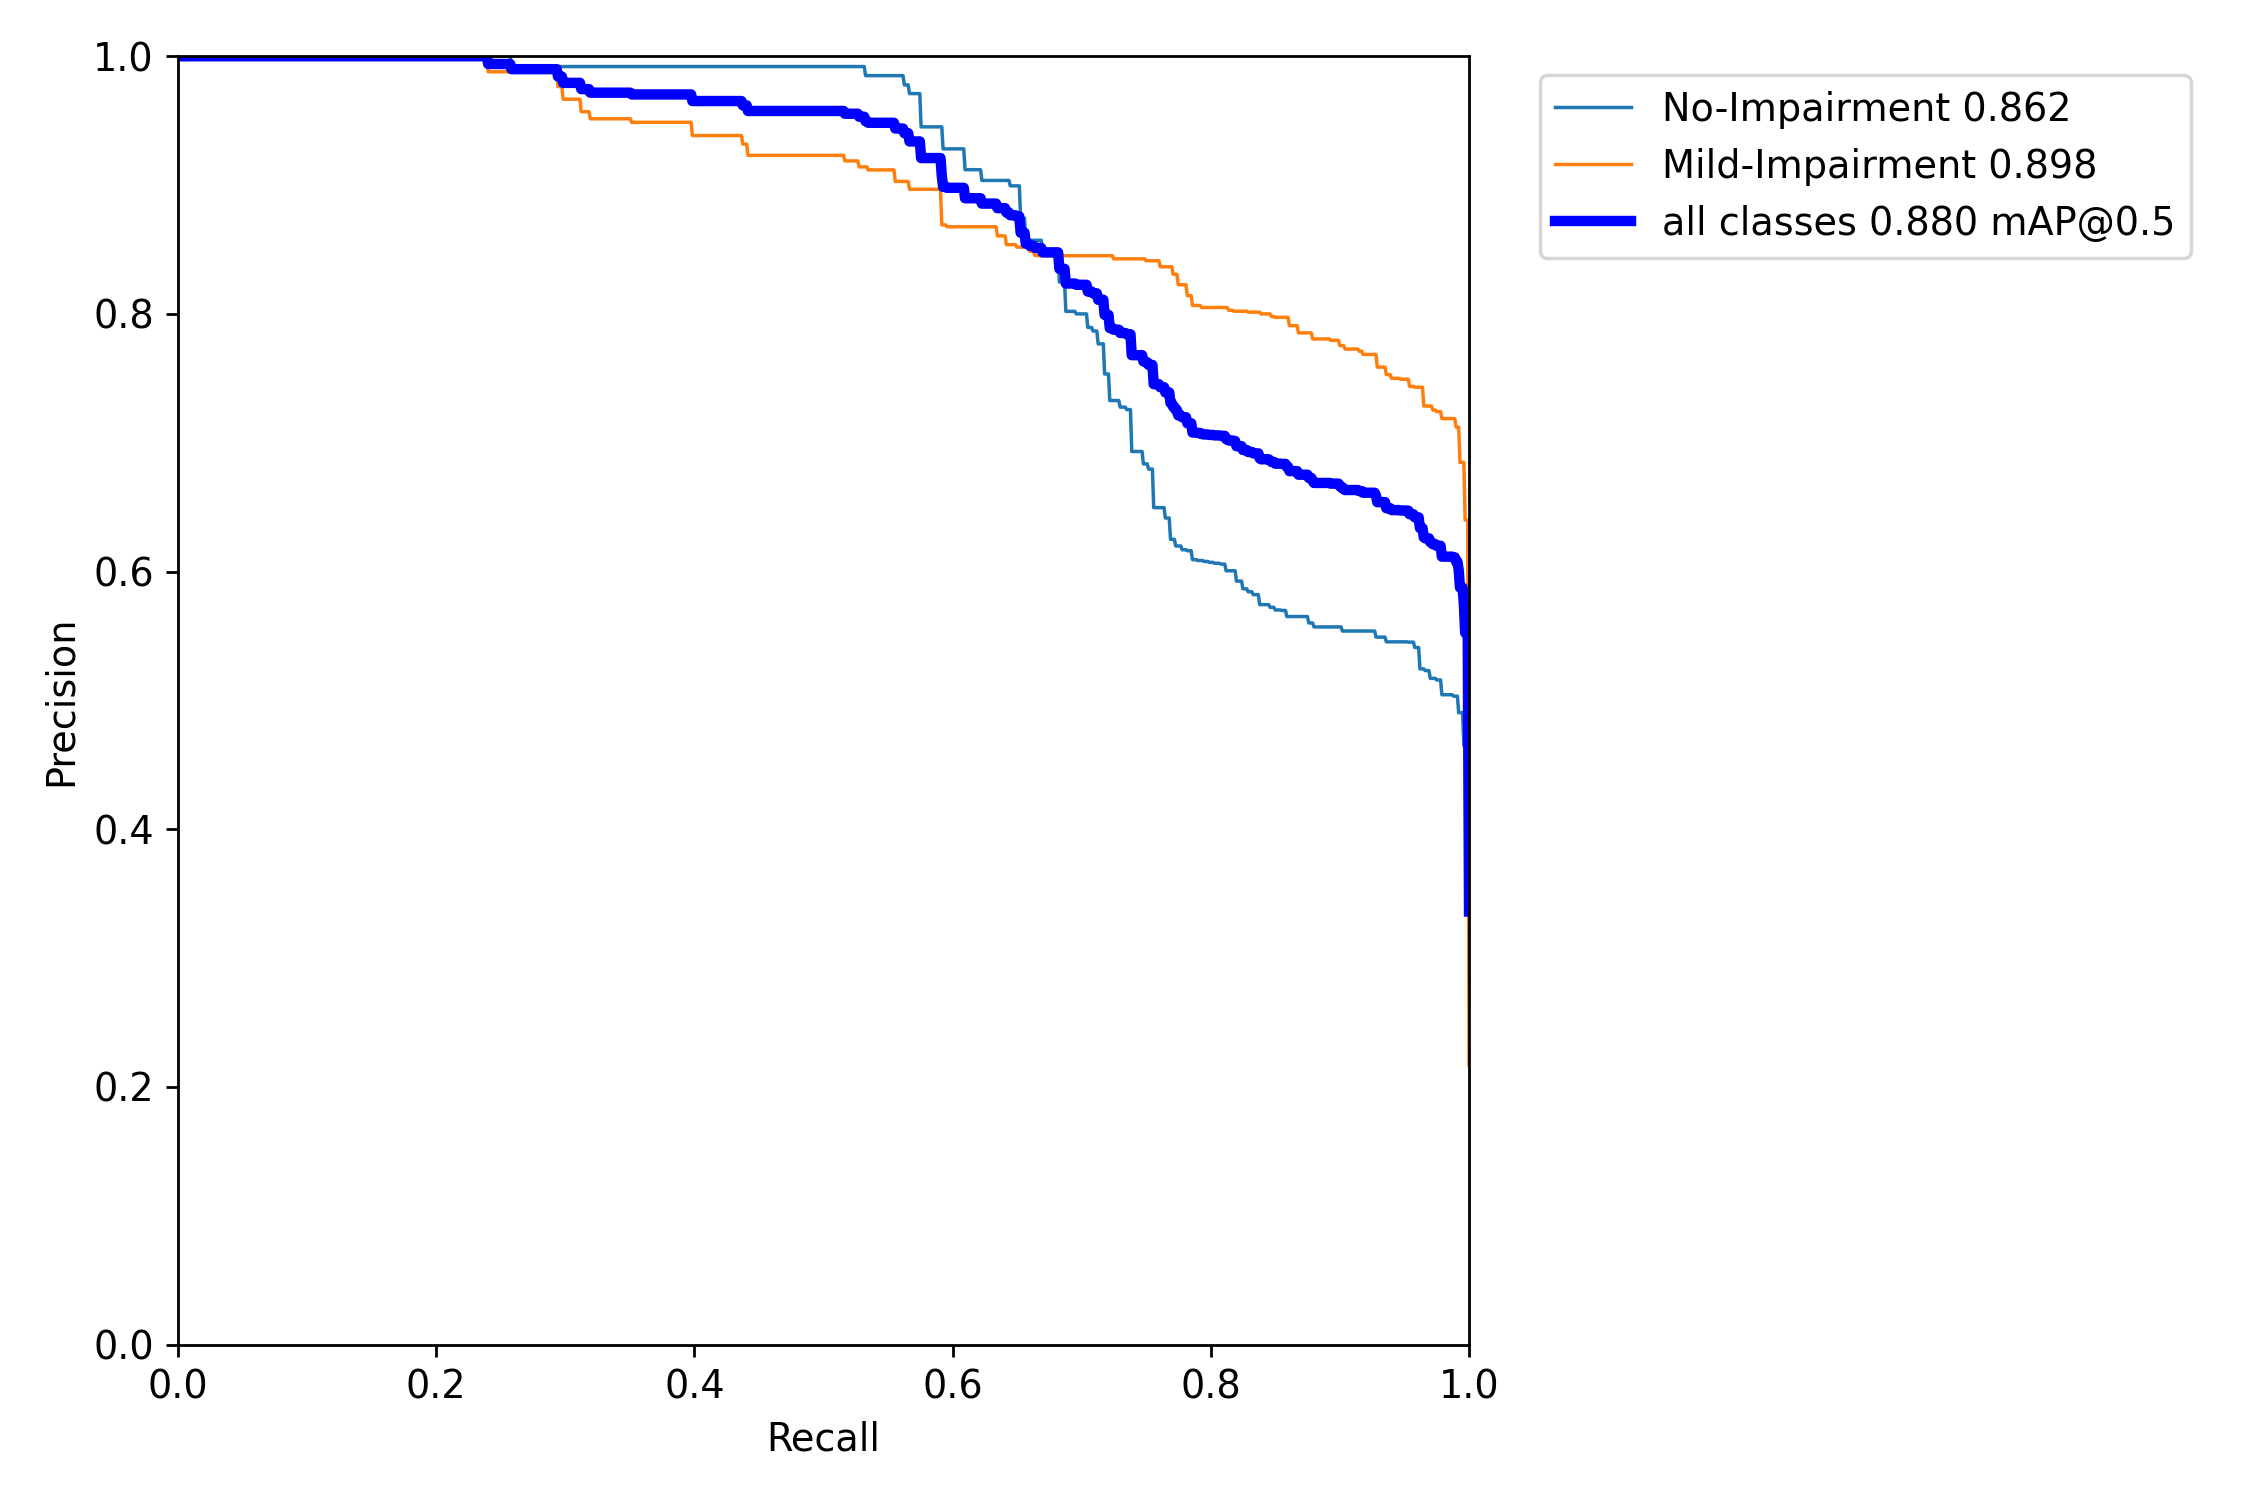 No-Impairment 0.862
Mild-Impairment 0.898
all classes 0.880 mAP@0.5
Precision
1.0
0.8
0.6
0.4
0.2
0.0
0.0 0.2 0.4 0.6 0.8 1.0
Recall